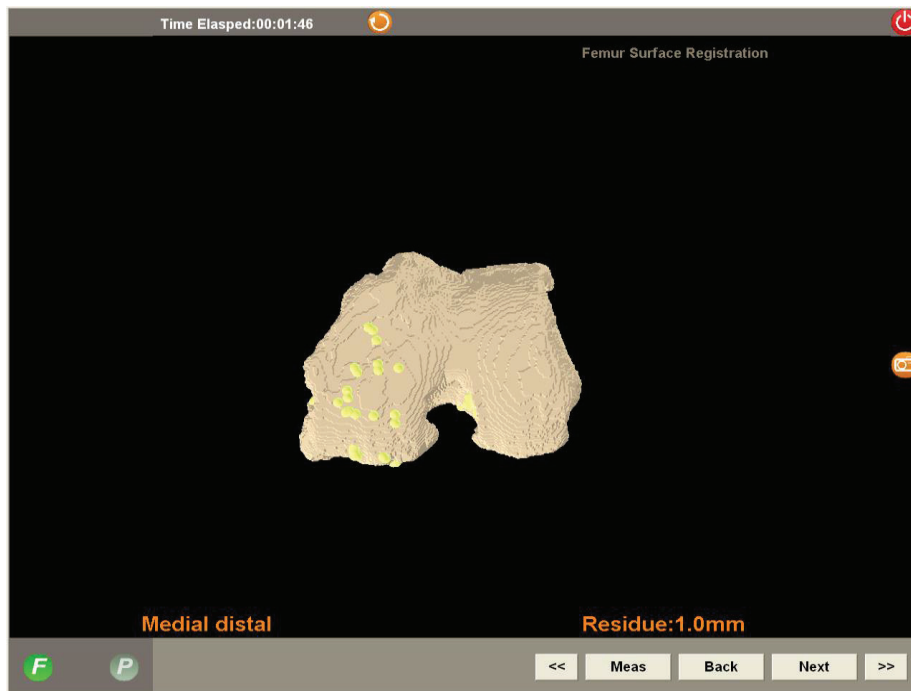 Time Elasped:00:01:46
Femur Surface Registration
Medial distal
Residue:1.0mm
F P << Meas Back Next >>